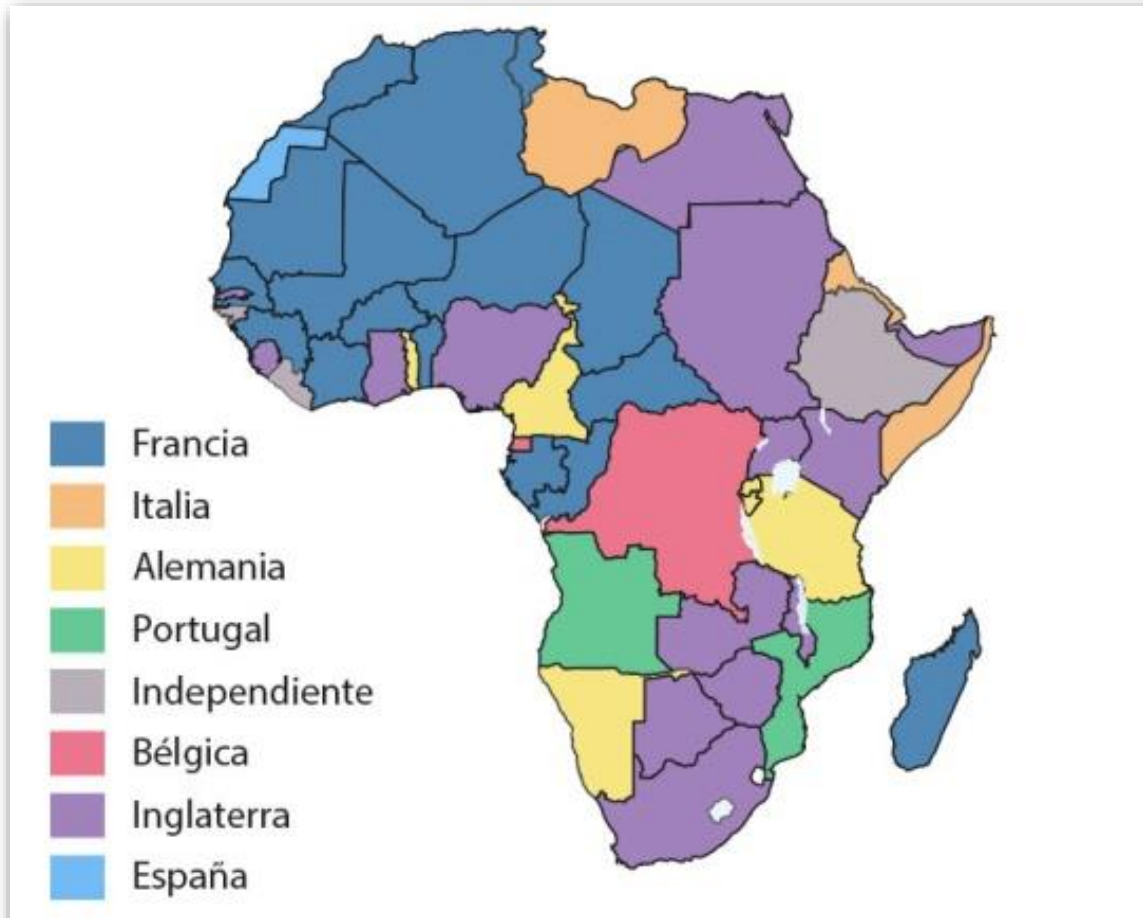 Francia
Italia
Alemania
Portugal
Independiente
Bélgica
Inglaterra
España